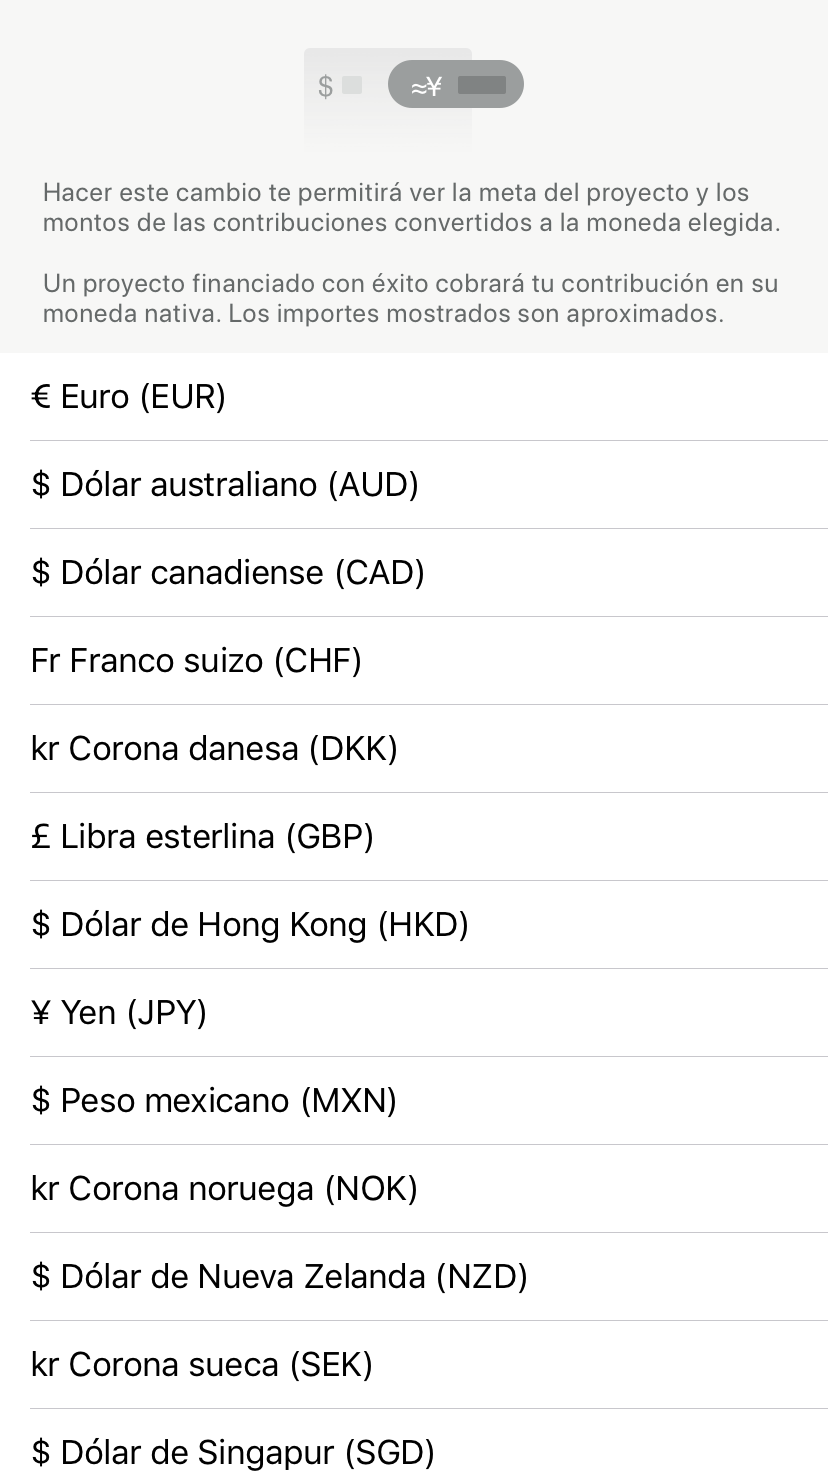 $ ≈¥
Hacer este cambio te permitirá ver la meta del proyecto y los
montos de las contribuciones convertidos a la moneda elegida.
Un proyecto financiado con éxito cobrará tu contribución en su
moneda nativa. Los importes mostrados son aproximados.
€ Euro (EUR)
$ Dólar australiano (AUD)
$ Dólar canadiense (CAD)
Fr Franco suizo (CHF)
kr Corona danesa (DKK)
£ Libra esterlina (GBP)
$ Dólar de Hong Kong (HKD)
¥ Yen (JPY)
$ Peso mexicano (MXN)
kr Corona noruega (NOK)
$ Dólar de Nueva Zelanda (NZD)
kr Corona sueca (SEK)
$ Dólar de Singapur (SGD)